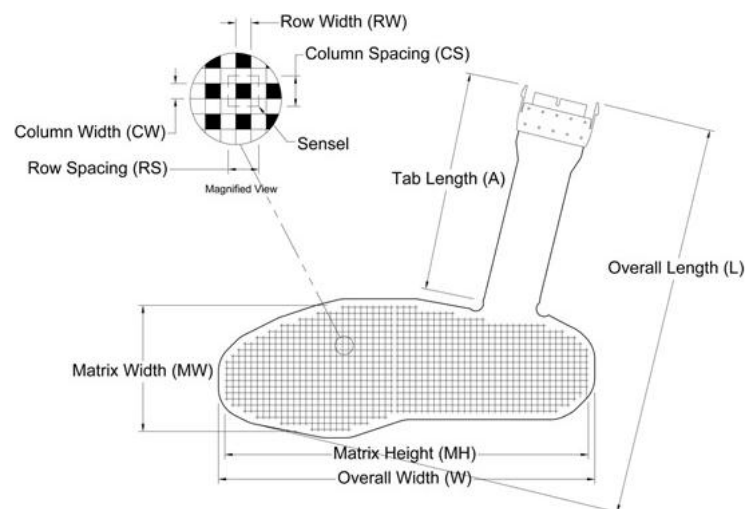 Row Width (RW)
Column Spacing (CS)
Column Width (CW)
Sensel
Row Spacing (RS)
Magnified View
Tab Length (A)
Overall Length (L)
Matrix Width (MW)
Matrix Height (MH)
Overall Width (W)